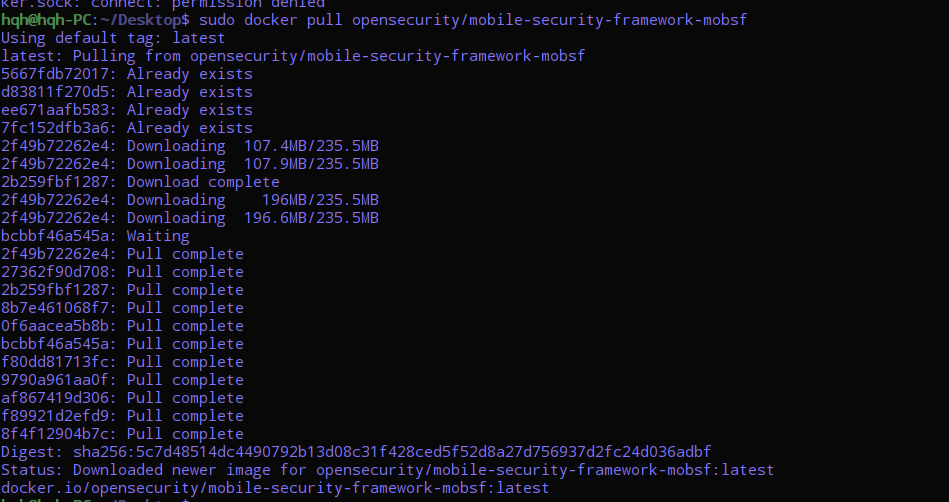 ker.sock: connect: permission denied
hqh@hqh-PC:~/Desktop$ sudo docker pull opensecurity/mobile-security-framework-mobsf
Using default tag: latest
latest: Pulling from opensecurity/mobile-security-framework-mobsf
5667fdb72017: Already exists
d83811f270d5: Already exists
ee671aafb583: Already exists
7fc152dfb3a6: Already exists
2f49b72262e4: Downloading  107.4MB/235.5MB
2f49b72262e4: Downloading  107.9MB/235.5MB
2b259fbf1287: Download complete
2f49b72262e4: Downloading    196MB/235.5MB
2f49b72262e4: Downloading  196.6MB/235.5MB
bcbbf46a545a: Waiting
2f49b72262e4: Pull complete
27362f90d708: Pull complete
2b259fbf1287: Pull complete
8b7e461068f7: Pull complete
0f6aacea5b8b: Pull complete
bcbbf46a545a: Pull complete
f80dd81713fc: Pull complete
9790a961aa0f: Pull complete
af867419d306: Pull complete
f89921d2efd9: Pull complete
8f4f12904b7c: Pull complete
Digest: sha256:5c7d48514dc4490792b13d08c31f428ced5f52d8a27d756937d2fc24d036adbf
Status: Downloaded newer image for opensecurity/mobile-security-framework-mobsf:latest
docker.io/opensecurity/mobile-security-framework-mobsf:latest
hqh@hqh-PC:~/Desktop$